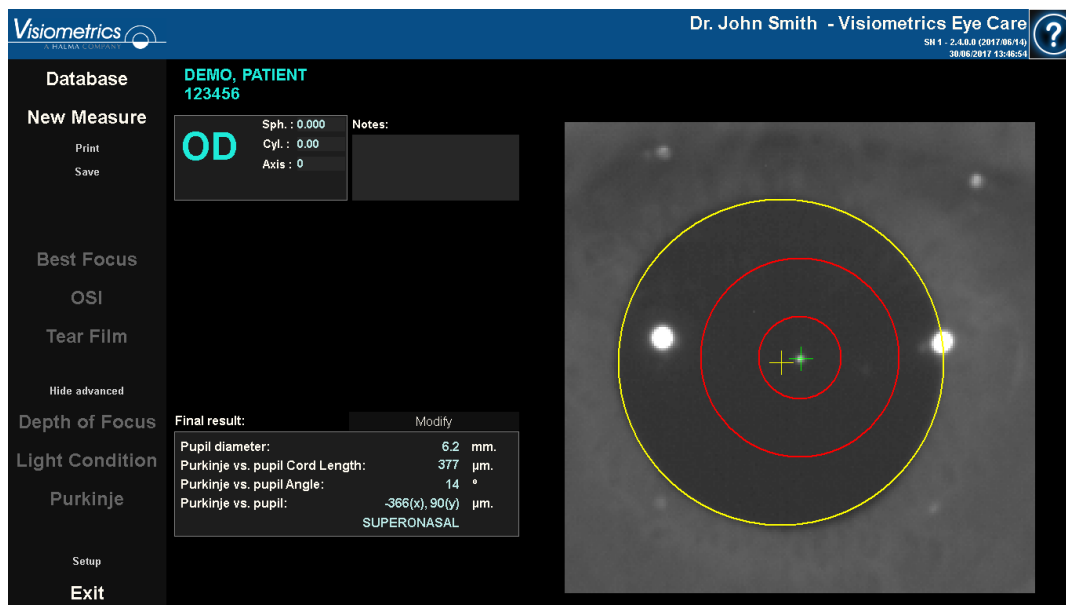 Visiometrics
A HALMA COMPANY
Dr. John Smith - Visiometrics Eye Care
SN 1 - 2.4.0.0 (2017/06/14)
30/06/2017 13:46:54
?
Database
New Measure
Print
Save
Best Focus
OSI
Tear Film
Hide advanced
Depth of Focus
Light Condition
Purkinje
Setup
Exit
DEMO, PATIENT
123456
OD
Sph. : 0.000
Cyl. : 0.00
Axis : 0
Notes:
Final result:
Modify
Pupil diameter: 6.2 mm.
Purkinje vs. pupil Cord Length: 377 µm.
Purkinje vs. pupil Angle: 14 º
Purkinje vs. pupil: -366(x), 90(y) µm.
SUPERONASAL